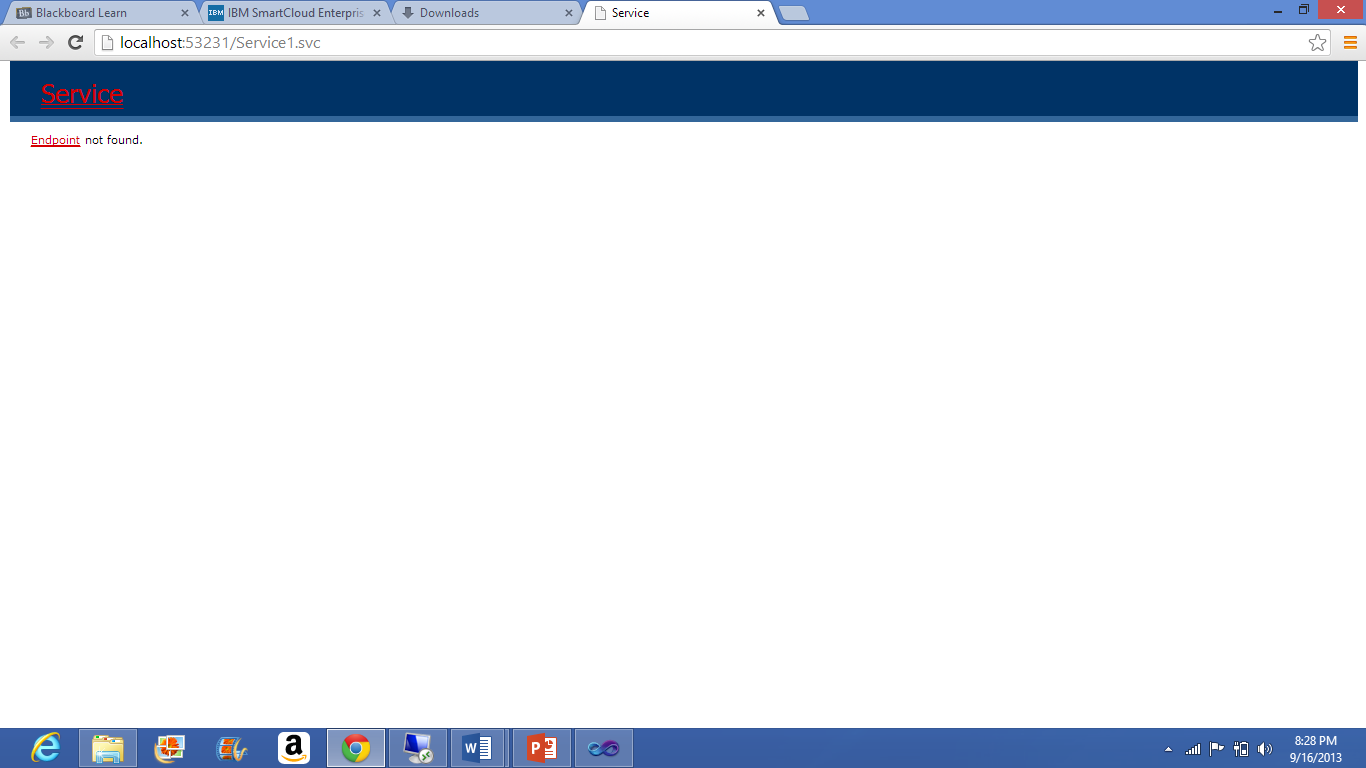 Blackboard Learn
IBM SmartCloud Enterpris
Downloads
Service
localhost:53231/Service1.svc
Service
Endpoint not found.
8:28 PM
9/16/2013